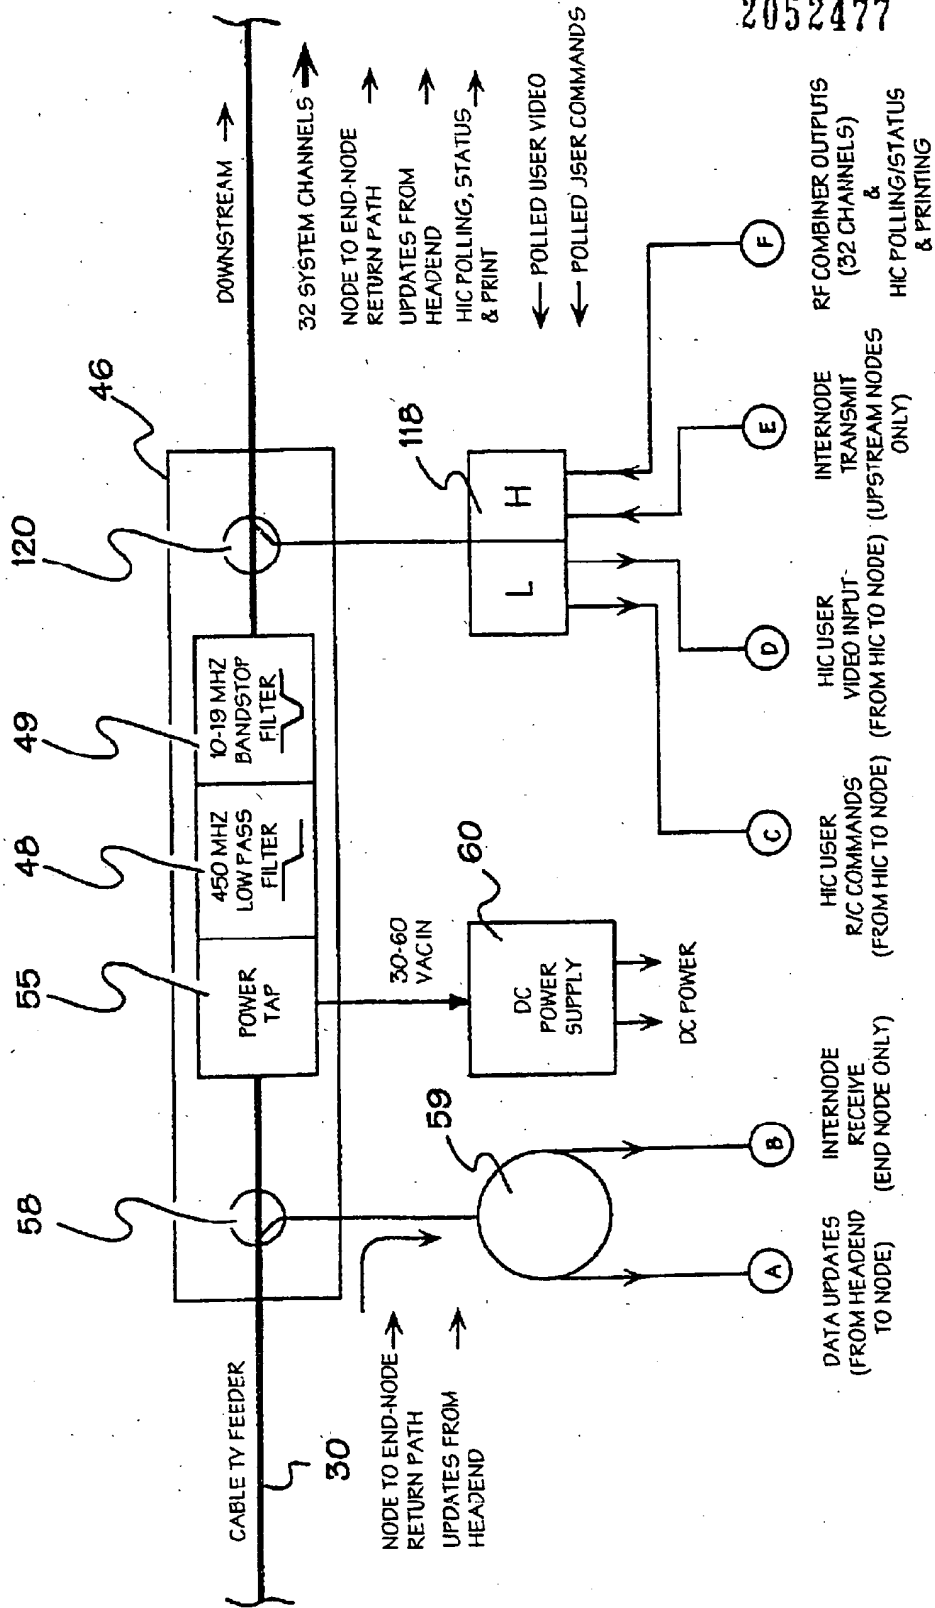 2052477
CABLE TV FEEDER
30
58
55
48
49
120
46
DOWNSTREAM
POWER
TAP
450 MHZ
LOW PASS
FILTER
10-19 MHZ
BANDSTOP
FILTER
32 SYSTEM CHANNELS
NODE TO END-NODE
RETURN PATH
UPDATES FROM
HEADEND
HIC POLLING, STATUS
& PRINT
POLLED USER VIDEO
POLLED USER COMMANDS
NODE TO END-NODE
RETURN PATH
UPDATES FROM
HEADEND
59
30-60
VAC IN
60
DC
POWER
SUPPLY
DC POWER
118
L
H
A
B
C
D
E
F
DATA UPDATES
(FROM HEADEND
TO NODE)
INTERNODE
RECEIVE
(END NODE ONLY)
HIC USER
R/C COMMANDS
(FROM HIC TO NODE)
HIC USER
VIDEO INPUT
(FROM HIC TO NODE)
INTERNODE
TRANSMIT
(UPSTREAM NODES
ONLY)
RF COMBINER OUTPUTS
(32 CHANNELS)
&
HIC POLLING/STATUS
& PRINTING